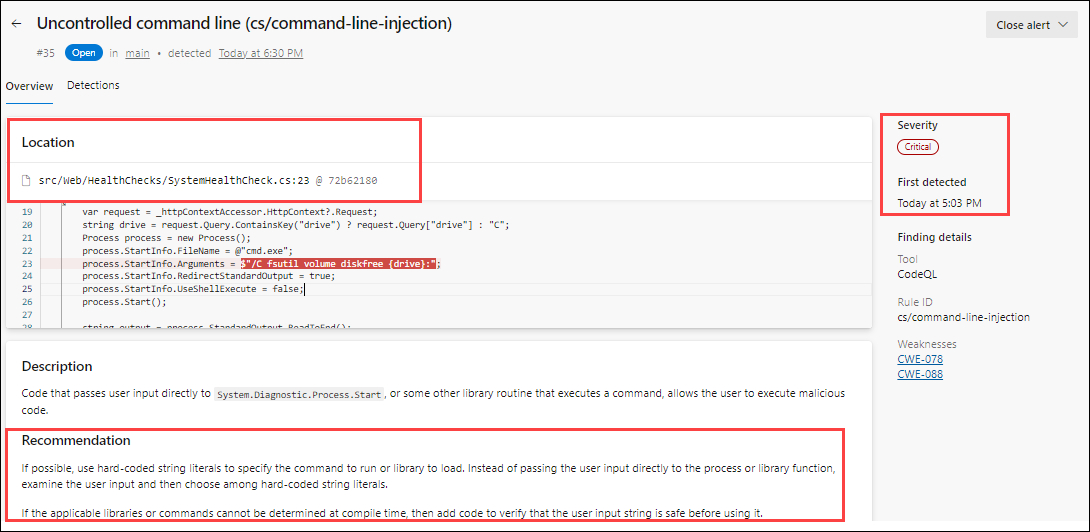 ← Uncontrolled command line (cs/command-line-injection)
Close alert
#35 Open in main • detected Today at 6:30 PM
Overview Detections
Location
src/Web/HealthChecks/SystemHealthCheck.cs:23 @ 72b62180
19 var request = _httpContextAccessor.HttpContext?.Request;
20 string drive = request.Query.ContainsKey("drive") ? request.Query["drive"] : "C";
21 Process process = new Process();
22 process.StartInfo.FileName = @"cmd.exe";
23 process.StartInfo.Arguments = $"/C fsutil volume diskfree {drive}:";
24 process.StartInfo.RedirectStandardOutput = true;
25 process.StartInfo.UseShellExecute = false;
26 process.Start();
27
28 string output = process.StandardOutput.ReadToEnd();
Description
Code that passes user input directly to System.Diagnostic.Process.Start, or some other library routine that executes a command, allows the user to execute malicious
code.
Recommendation
If possible, use hard-coded string literals to specify the command to run or library to load. Instead of passing the user input directly to the process or library function,
examine the user input and then choose among hard-coded string literals.
If the applicable libraries or commands cannot be determined at compile time, then add code to verify that the user input string is safe before using it.
Severity
Critical
First detected
Today at 5:03 PM
Finding details
Tool
CodeQL
Rule ID
cs/command-line-injection
Weaknesses
CWE-078
CWE-088